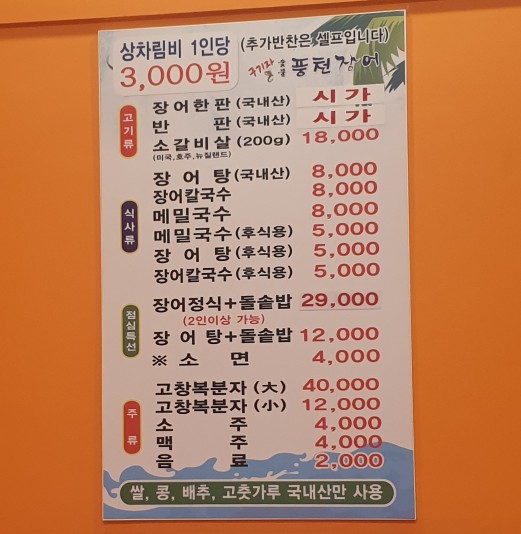 상차림비 1인당 (추가반찬은 셀프입니다)
3,000원 풍천장어
고기류
장어한판 (국내산) 시가
반 판 (국내산) 시가
소갈비살 (200g) 18,000
(미국,호주,뉴질랜드)
식사류
장 어 탕 (국내산) 8,000
장어칼국수 8,000
메밀국수 8,000
메밀국수 (후식용) 5,000
장 어 탕 (후식용) 5,000
장어칼국수 (후식용) 5,000
점심특선
장어정식+돌솥밥 29,000
(2인이상 가능)
장 어 탕+돌솥밥 12,000
※ 소 면 4,000
주류
고창복분자 (大) 40,000
고창복분자 (小) 12,000
소 주 4,000
맥 주 4,000
음 료 2,000
쌀, 콩, 배추, 고춧가루 국내산만 사용